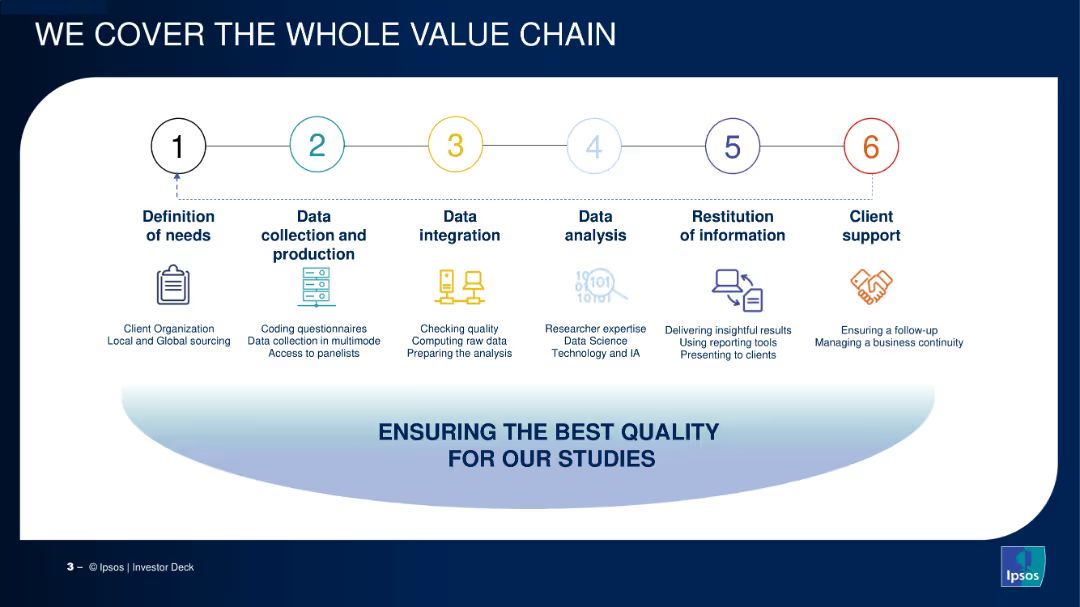 WE COVER THE WHOLE VALUE CHAIN
1
2
3
4
5
6
Definition
of needs
Data
collection and
production
Data
integration
Data
analysis
Restitution
of information
Client
support
10
01
101
10101
Client Organization
Local and Global sourcing
Coding questionnaires
Data collection in multimode
Access to panelists
Checking quality
Computing raw data
Preparing the analysis
Researcher expertise
Data Science
Technology and IA
Delivering insightful results
Using reporting tools
Presenting to clients
Ensuring a follow-up
Managing a business continuity
ENSURING THE BEST QUALITY
FOR OUR STUDIES
3 – © Ipsos | Investor Deck
Ipsos